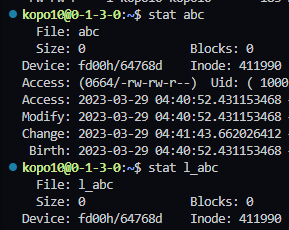 kopo10@0-1-3-0:~$ stat abc
File: abc
Size: 0 Blocks: 0
Device: fd00h/64768d Inode: 411990
Access: (0664/-rw-rw-r--) Uid: ( 1000
Access: 2023-03-29 04:40:52.431153468
Modify: 2023-03-29 04:40:52.431153468
Change: 2023-03-29 04:41:43.662026412
Birth: 2023-03-29 04:40:52.431153468
kopo10@0-1-3-0:~$ stat l_abc
File: l_abc
Size: 0 Blocks: 0
Device: fd00h/64768d Inode: 411990